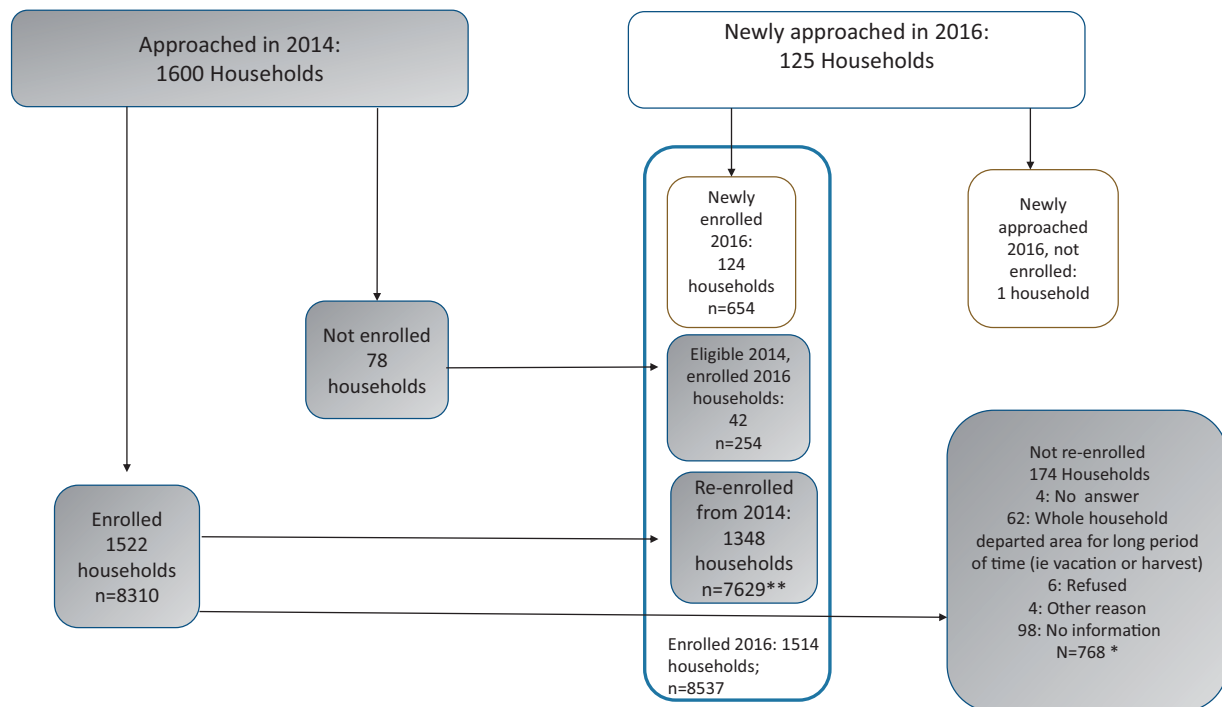 Approached in 2014:
1600 Households
Newly approached in 2016:
125 Households
Newly
enrolled
2016:
124
households
n=654
Newly
approached
2016, not
enrolled:
1 household
Not enrolled
78
households
Eligible 2014,
enrolled 2016
households:
42
n=254
Enrolled
1522
households
n=8310
Re-enrolled
from 2014:
1348
households
n=7629**
Not re-enrolled
174 Households
4: No answer
62: Whole household
departed area for long period
of time (ie vacation or harvest)
6: Refused
4: Other reason
98: No information
N=768 *
Enrolled 2016: 1514
households;
n=8537